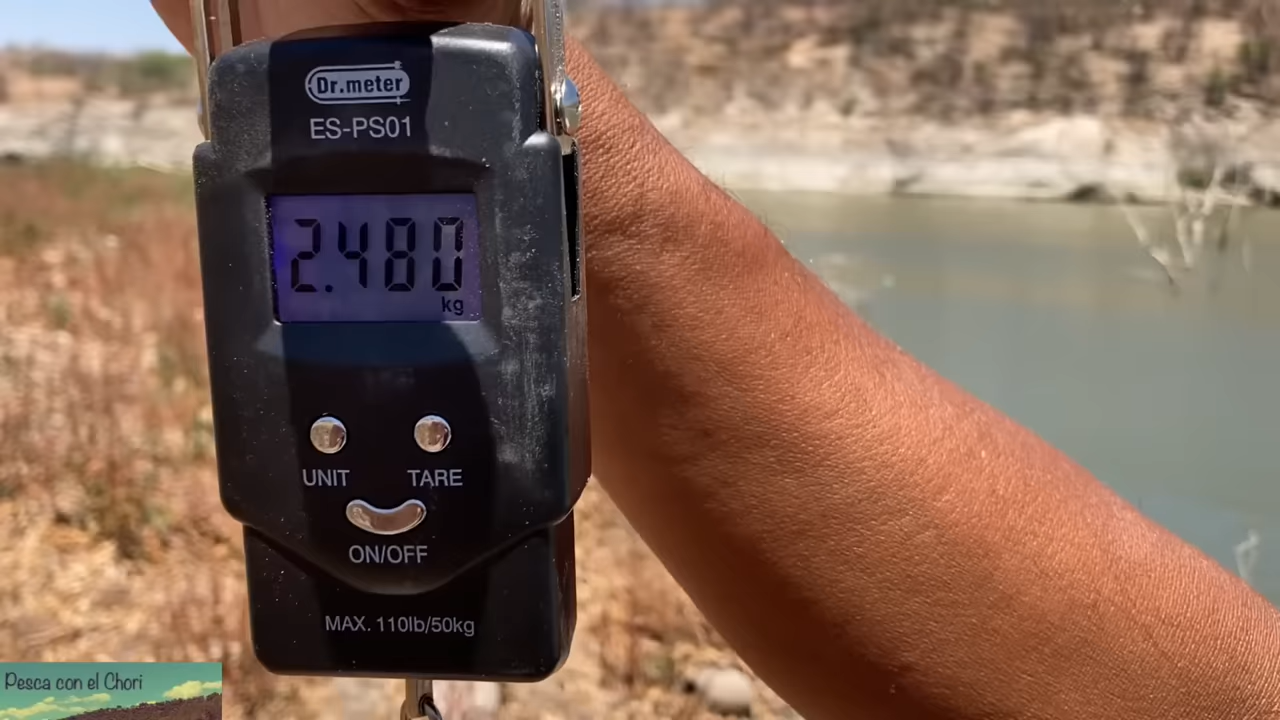 Dr.meter
ES-PS01
2.480
kg
UNIT TARE
ON/OFF
MAX. 110lb/50kg
Pesca con el Chori